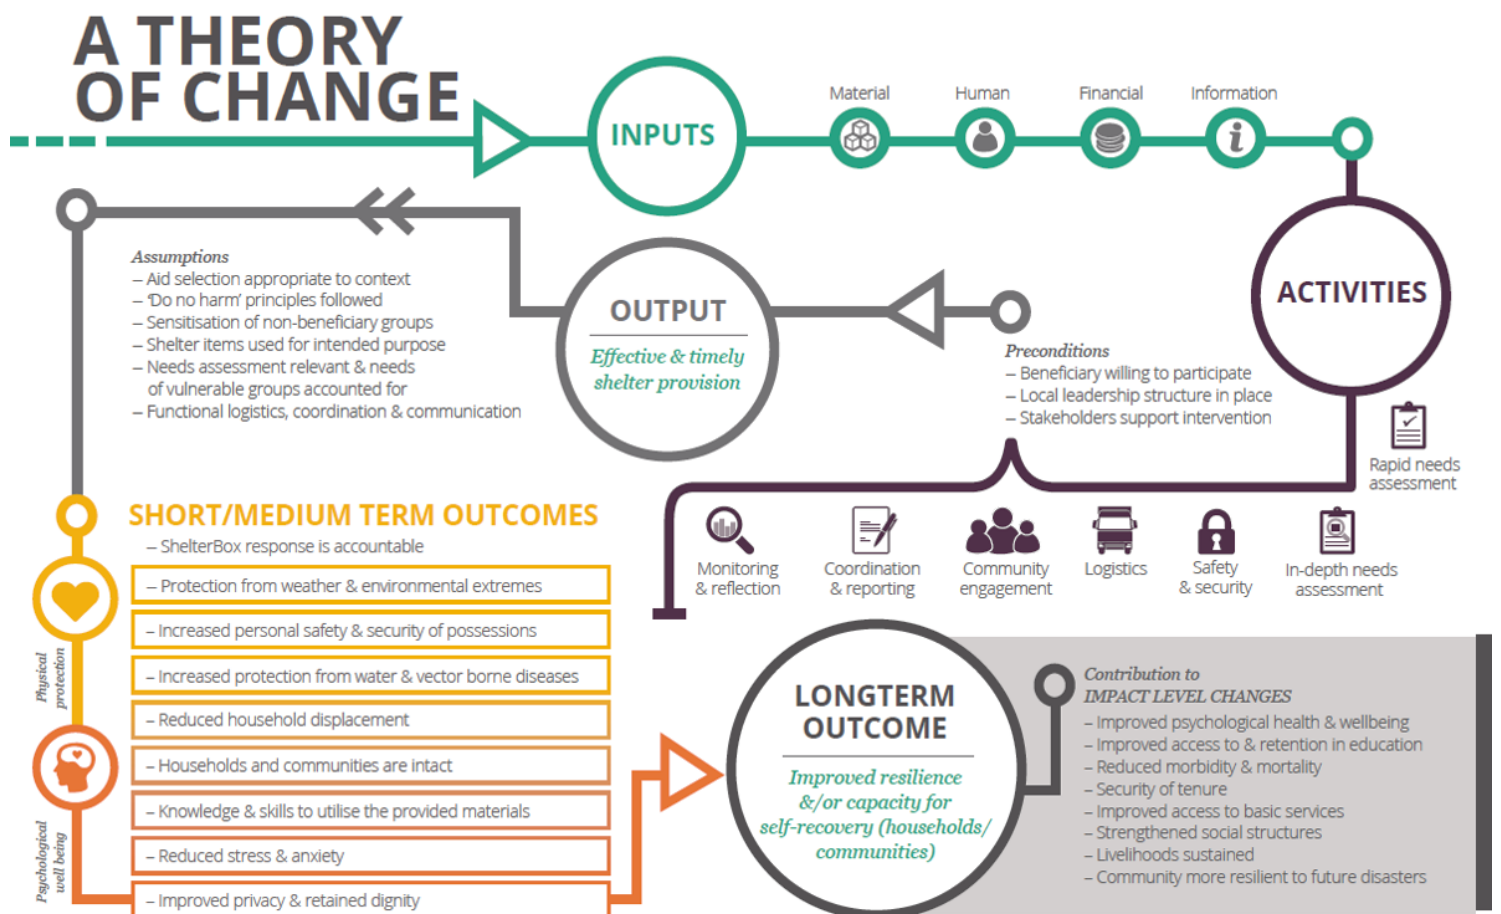 A THEORY
OF CHANGE
INPUTS
Material
Human
Financial
Information
ACTIVITIES
Rapid needs
assessment
In-depth needs
assessment
Safety
& security
Logistics
Community
engagement
Coordination
& reporting
Monitoring
& reflection
Preconditions
– Beneficiary willing to participate
– Local leadership structure in place
– Stakeholders support intervention
OUTPUT
Effective & timely
shelter provision
Assumptions
– Aid selection appropriate to context
– ‘Do no harm’ principles followed
– Sensitisation of non-beneficiary groups
– Shelter items used for intended purpose
– Needs assessment relevant & needs
of vulnerable groups accounted for
– Functional logistics, coordination & communication
SHORT/MEDIUM TERM OUTCOMES
– ShelterBox response is accountable
– Protection from weather & environmental extremes
– Increased personal safety & security of possessions
– Increased protection from water & vector borne diseases
– Reduced household displacement
– Households and communities are intact
– Knowledge & skills to utilise the provided materials
– Reduced stress & anxiety
– Improved privacy & retained dignity
Physical
protection
Psychological
well being
LONGTERM
OUTCOME
Improved resilience
&/or capacity for
self-recovery (households/
communities)
Contribution to
IMPACT LEVEL CHANGES
– Improved psychological health & wellbeing
– Improved access to & retention in education
– Reduced morbidity & mortality
– Security of tenure
– Improved access to basic services
– Strengthened social structures
– Livelihoods sustained
– Community more resilient to future disasters